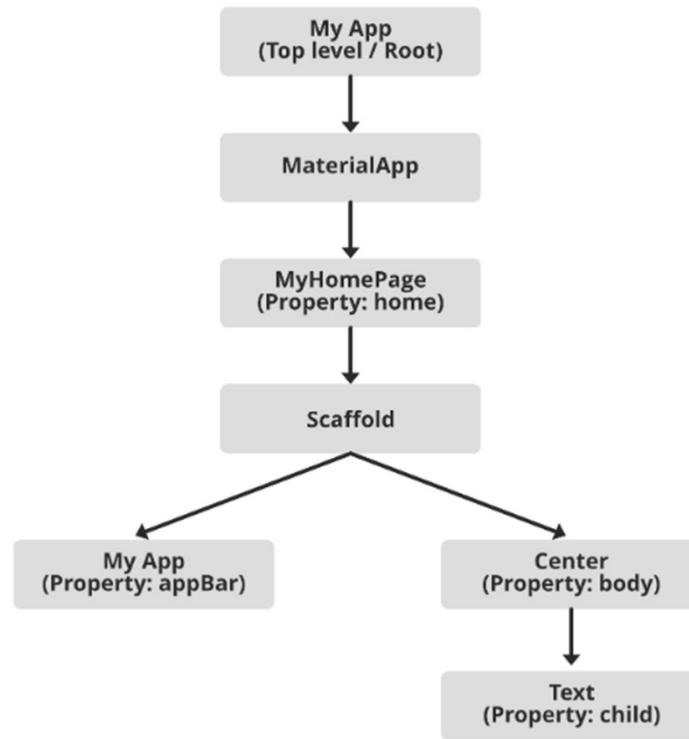 My App
(Top level / Root)
MaterialApp
MyHomePage
(Property: home)
Scaffold
My App
(Property: appBar)
Center
(Property: body)
Text
(Property: child)